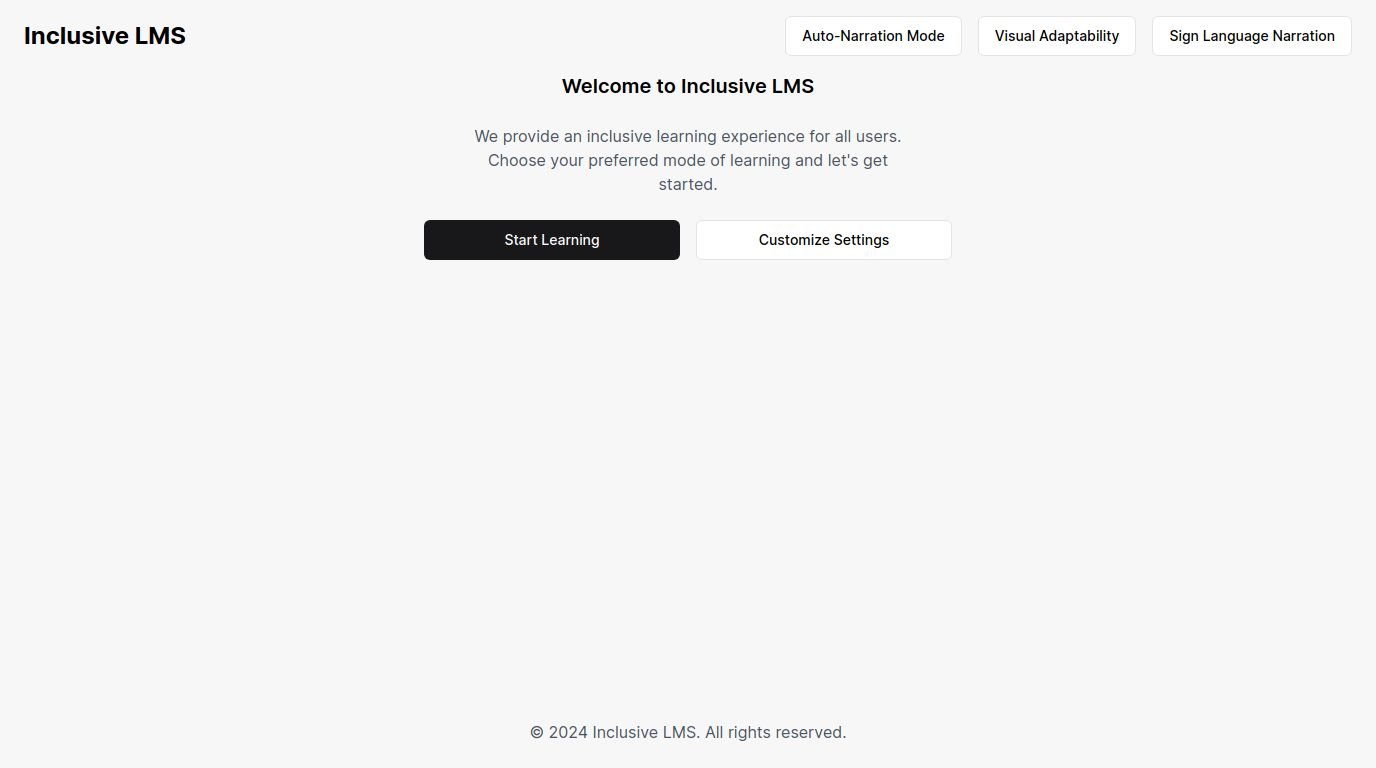 Inclusive LMS
Auto-Narration Mode
Visual Adaptability
Sign Language Narration
Welcome to Inclusive LMS
We provide an inclusive learning experience for all users.
Choose your preferred mode of learning and let's get
started.
Start Learning
Customize Settings
© 2024 Inclusive LMS. All rights reserved.